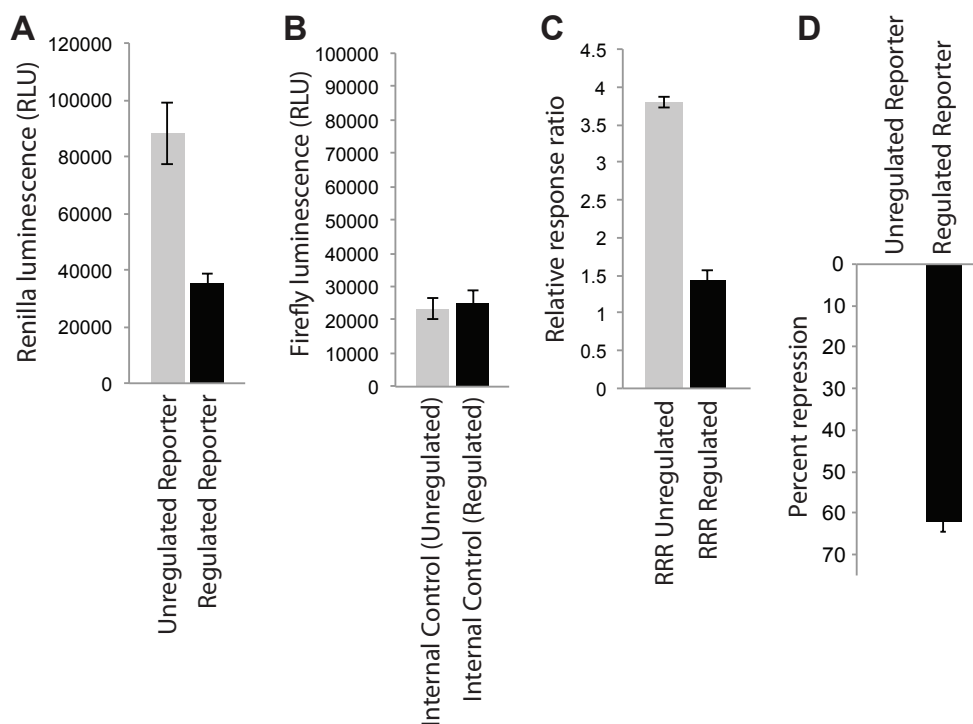 A
Renilla luminescence (RLU)
120000
100000
80000
60000
40000
20000
0
Unregulated Reporter
Regulated Reporter
B
Firefly luminescence (RLU)
100000
90000
80000
70000
60000
50000
40000
30000
20000
10000
0
Internal Control (Unregulated)
Internal Control (Regulated)
C
Relative response ratio
4.5
4
3.5
3
2.5
2
1.5
1
0.5
0
RRR Unregulated
RRR Regulated
D
Unregulated Reporter
Regulated Reporter
Percent repression
0
10
20
30
40
50
60
70